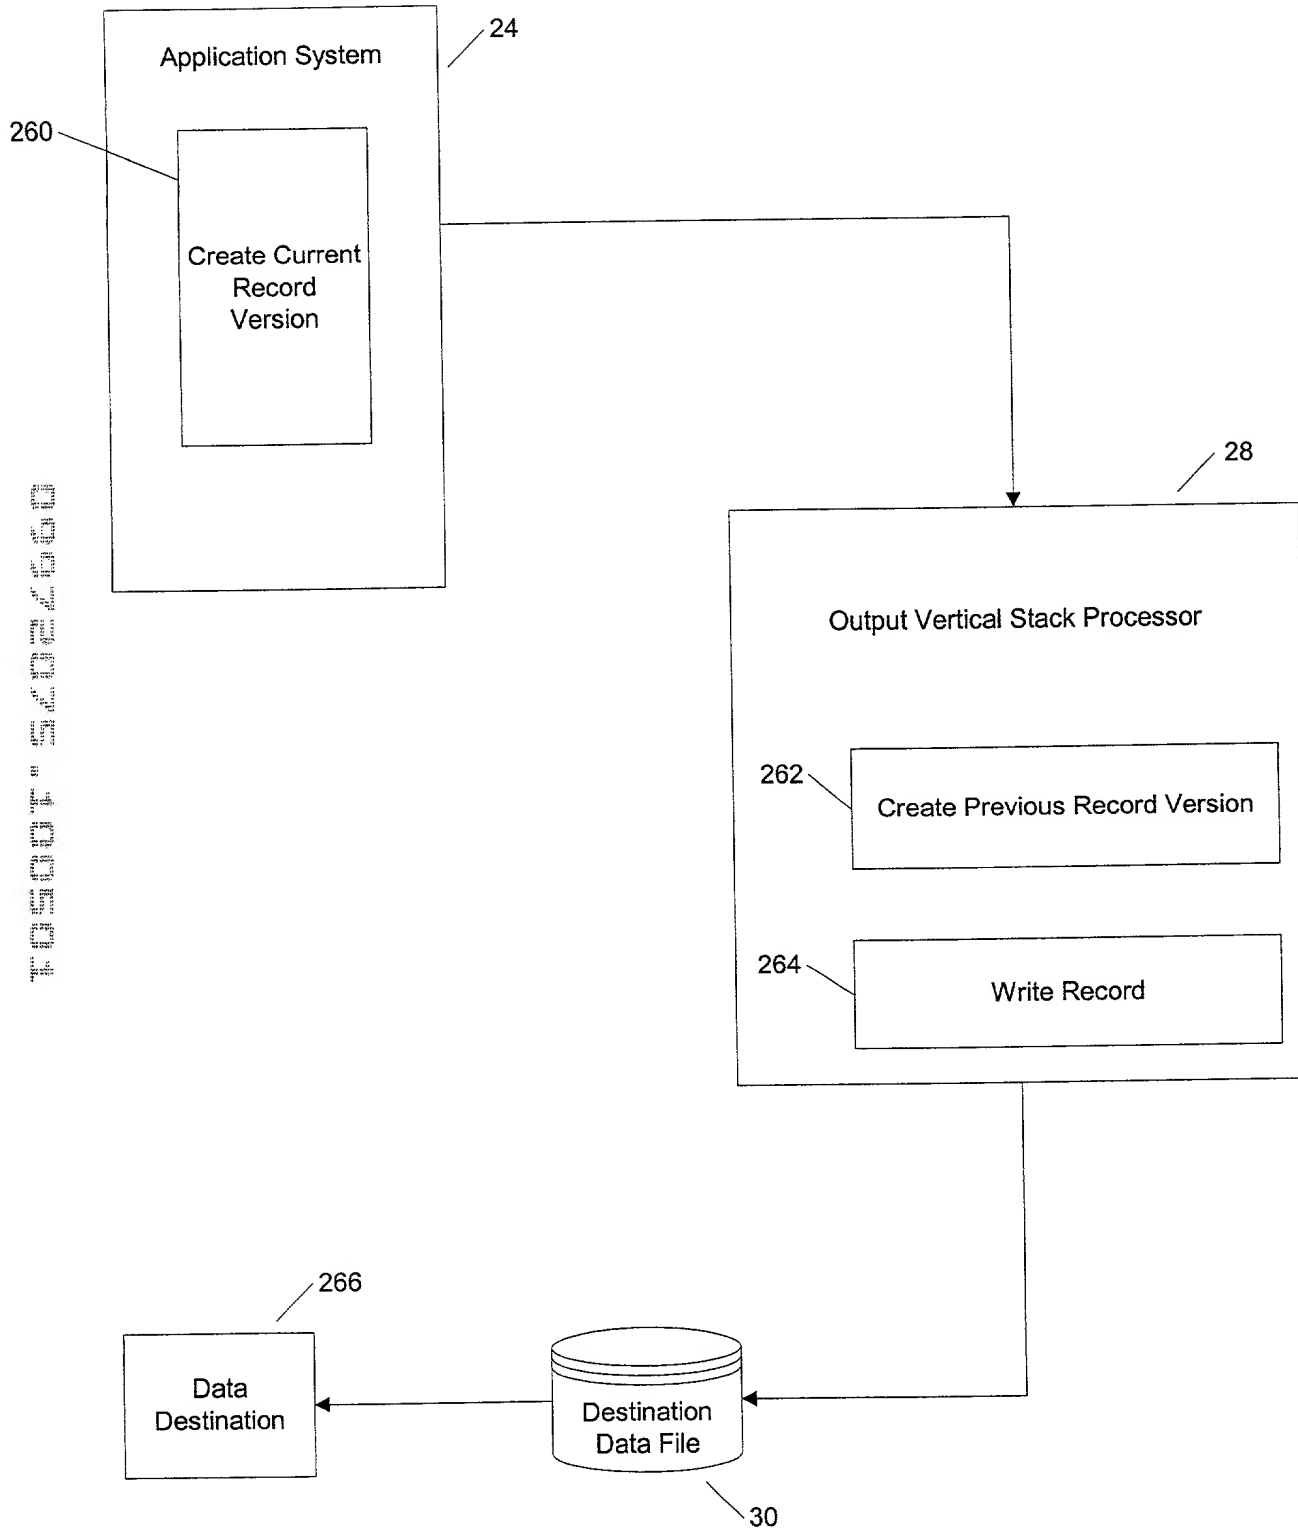 Application System
24
260
Create Current
Record
Version
28
Output Vertical Stack Processor
262
Create Previous Record Version
264
Write Record
266
Data
Destination
Destination
Data File
30